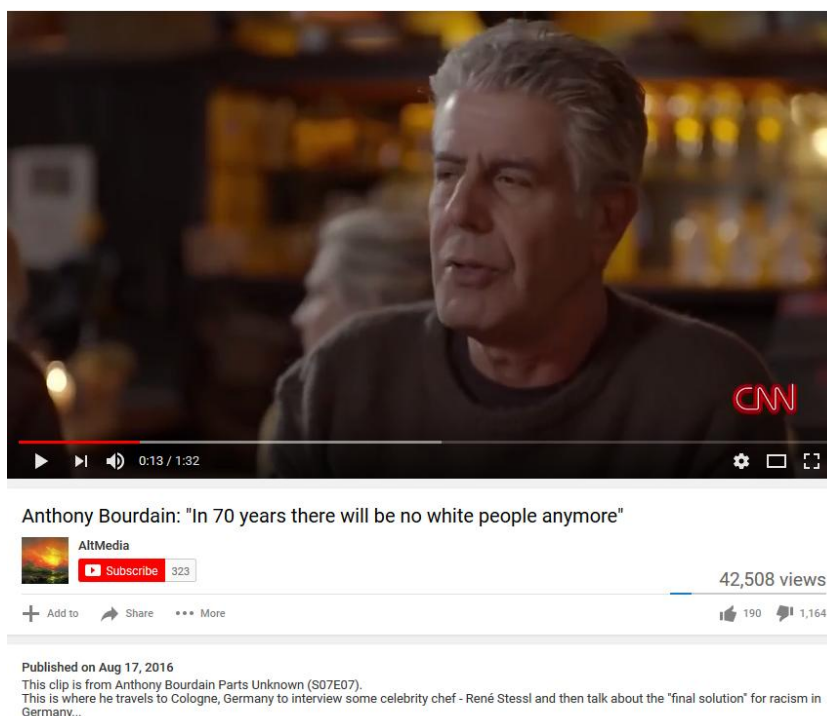 CNN
0:13 / 1:32
Anthony Bourdain: "In 70 years there will be no white people anymore"
AltMedia
Subscribe 323
42,508 views
Add to Share More 190 1,164
Published on Aug 17, 2016
This clip is from Anthony Bourdain Parts Unknown (S07E07).
This is where he travels to Cologne, Germany to interview some celebrity chef - René Stessl and then talk about the "final solution" for racism in
Germany...